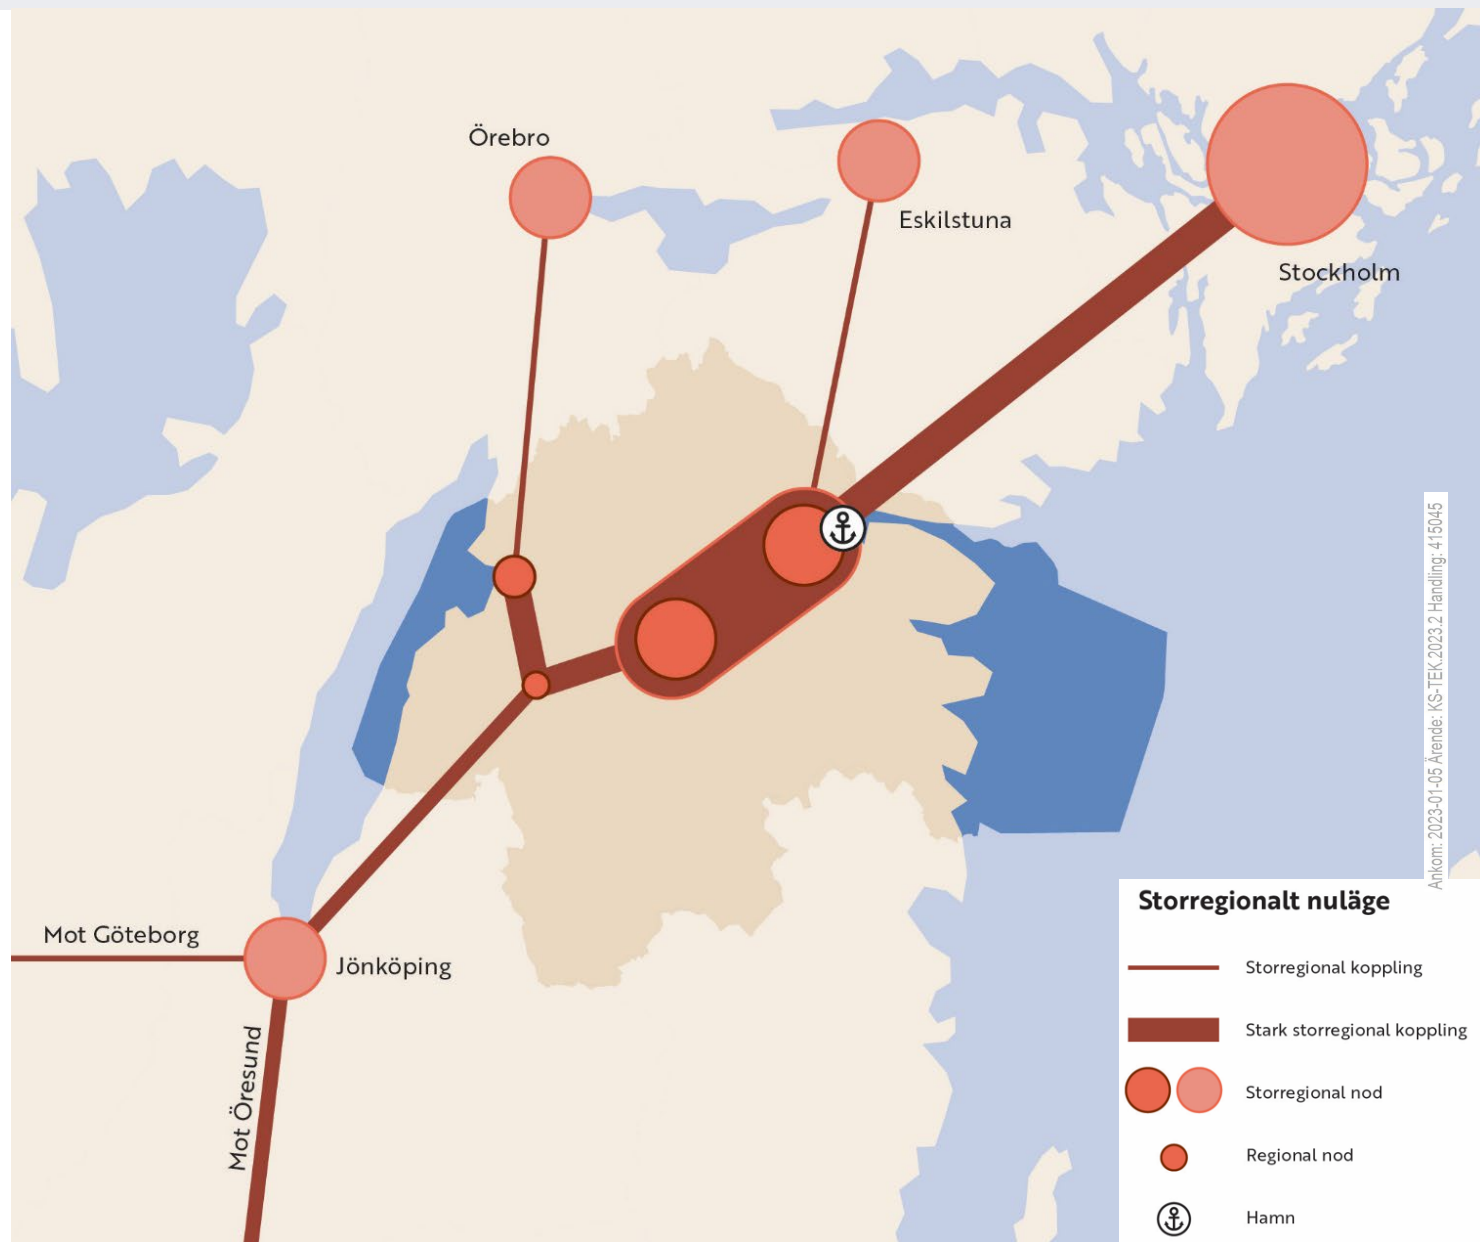 Örebro
Eskilstuna
Stockholm
Mot Göteborg
Jönköping
Mot Öresund
Ankom: 2023-01-05 Ärende: KS-TEK.2023.2 Handling: 415045
Storregionalt nuläge
Storregional koppling
Stark storregional koppling
Storregional nod
Regional nod
Hamn